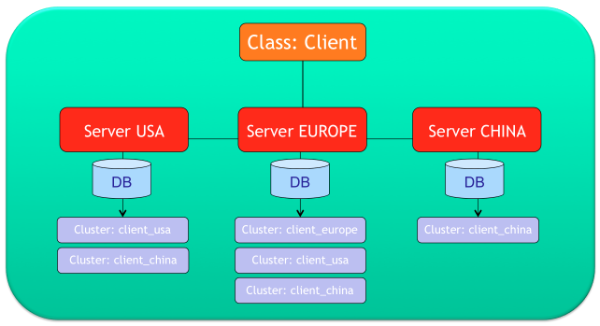 Class: Client
Server USA
Server EUROPE
Server CHINA
DB
DB
DB
Cluster: client_usa
Cluster: client_europe
Cluster: client_china
Cluster: client_china
Cluster: client_usa
Cluster: client_china